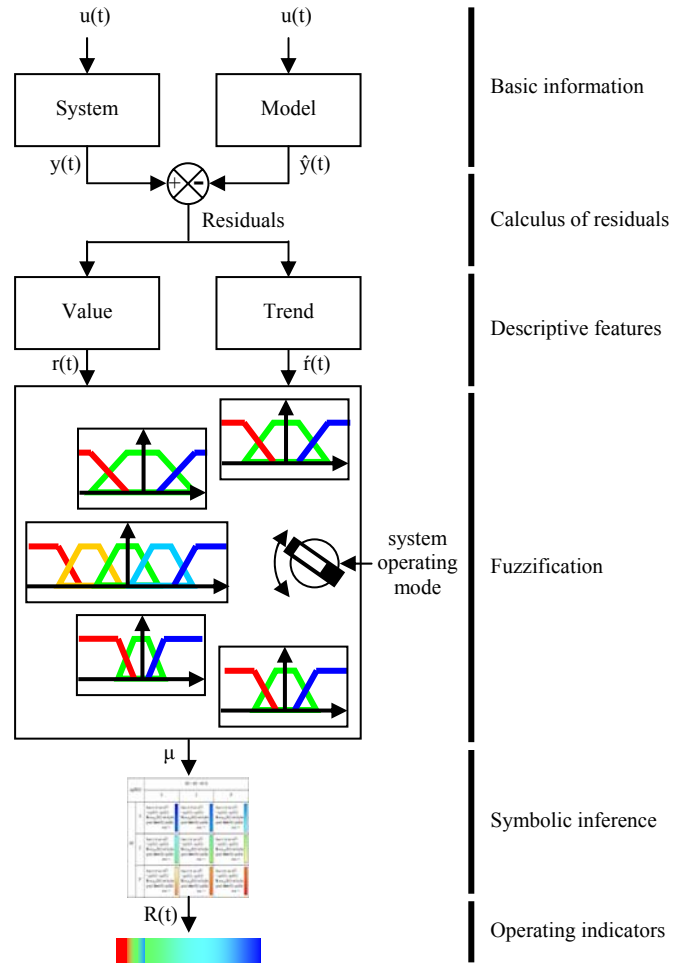 u(t)
u(t)
System
Model
Basic information
y(t)
ŷ(t)
+
-
Residuals
Calculus of residuals
Value
Trend
Descriptive features
r(t)
ŕ(t)
system
operating
mode
Fuzzification
μ
Symbolic inference
R(t)
Operating indicators